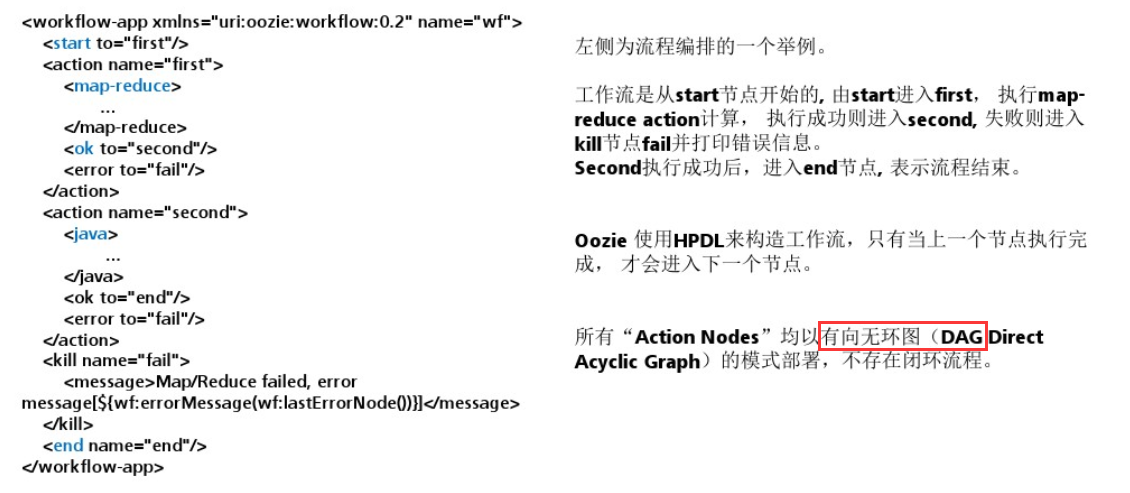 <workflow-app xmlns="uri:oozie:workflow:0.2" name="wf">
<start to="first"/>
<action name="first">
<map-reduce>
...
</map-reduce>
<ok to="second"/>
<error to="fail"/>
</action>
<action name="second">
<java>
...
</java>
<ok to="end"/>
<error to="fail"/>
</action>
<kill name="fail">
<message>Map/Reduce failed, error
message[${wf:errorMessage(wf:lastErrorNode())}]</message>
</kill>
<end name="end"/>
</workflow-app>
左侧为流程编排的一个举例。
工作流是从start节点开始的, 由start进入first， 执行map-
reduce action计算， 执行成功则进入second, 失败则进入
kill节点fail并打印错误信息。
Second执行成功后，进入end节点, 表示流程结束。
Oozie 使用HPDL来构造工作流，只有当上一个节点执行完
成， 才会进入下一个节点。
所有“Action Nodes”均以有向无环图（DAG Direct
Acyclic Graph）的模式部署，不存在闭环流程。